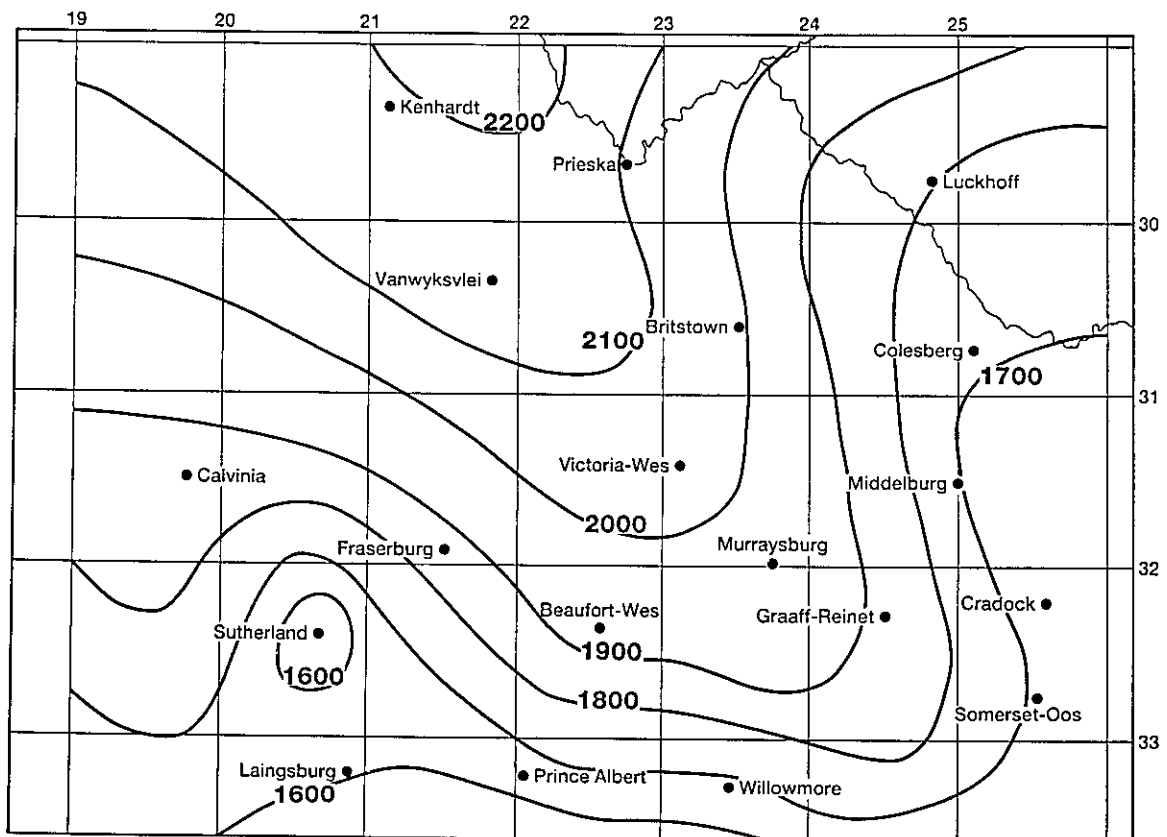 19 20 21 22 23 24 25
Kenhardt
2200
Prieska
Luckhoff
30
Vanwyksvlei
Britstown
2100
Colesberg
1700
31
Victoria-Wes
Calvinia
Middelburg
2000
Fraserburg
Murraysburg
32
Beaufort-Wes
Cradock
Graaff-Reinet
Sutherland
1900
1600
1800
Somerset-Oos
33
Laingsburg
Prince Albert
1600
Willowmore